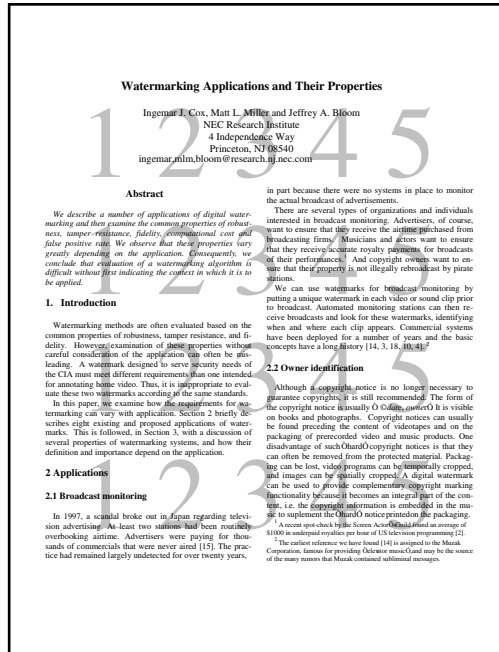 Watermarking Applications and Their Properties
Ingemar J. Cox, Matt L. Miller and Jeffrey A. Bloom
NEC Research Institute
4 Independence Way
Princeton, NJ 08540
ingemar,mlm,bloom@research.nj.nec.com
1 2 3 4 5
Abstract
We describe a number of applications of digital water-
marking and then examine the common properties of robust-
ness, tamper-resistance, fidelity, computational cost and
false positive rate. We observe that these properties vary
greatly depending on the application. Consequently, we
conclude that evaluation of a watermarking algorithm is
difficult without first indicating the context in which it is to
be applied.
1 2 3 4 5
1. Introduction
Watermarking methods are often evaluated based on the
common properties of robustness, tamper resistance, and fi-
delity. However, examination of these properties without
careful consideration of the application can often be mis-
leading. A watermark designed to serve security needs of
the CIA must meet different requirements than one intended
for annotating home video. Thus, it is inappropriate to eval-
uate these two watermarks according to the same standards.
In this paper, we examine how the requirements for wa-
termarking can vary with application. Section 2 briefly de-
scribes eight existing and proposed applications of water-
marks. This is followed, in Section 3, with a discussion of
several properties of watermarking systems, and how their
definition and importance depend on the application.
1 2 3 4 5
2 Applications
2.1 Broadcast monitoring
In 1997, a scandal broke out in Japan regarding televi-
sion advertising. At least two stations had been routinely
overbooking airtime. Advertisers were paying for thou-
sands of commercials that were never aired [15]. The prac-
tice had remained largely undetected for over twenty years,
in part because there were no systems in place to monitor
the actual broadcast of advertisements.
There are several types of organizations and individuals
interested in broadcast monitoring. Advertisers, of course,
want to ensure that they receive the airtime purchased from
broadcasting firms. Musicians and actors want to ensure
that they receive accurate royalty payments for broadcasts
of their performances.1 And copyright owners want to en-
sure that their property is not illegally rebroadcast by pirate
stations.
We can use watermarks for broadcast monitoring by
putting a unique watermark in each video or sound clip prior
to broadcast. Automated monitoring stations can then re-
ceive broadcasts and look for these watermarks, identifying
when and where each clip appears. Commercial systems
have been deployed for a number of years and the basic
concepts have a long history [14, 3, 18, 10, 4]. 2
2.2 Owner identification
Although a copyright notice is no longer necessary to
guarantee copyrights, it is still recommended. The form of
the copyright notice is usually Ò ©date, ownerÓ It is visible
on books and photographs. Copyright notices can usually
be found preceding the content of videotapes and on the
packaging of prerecorded video and music products. One
disadvantage of such ÒhardÓ copyright notices is that they
can often be removed from the protected material. Packag-
ing can be lost, video programs can be temporally cropped,
and images can be spatially cropped. A digital watermark
can be used to provide complementary copyright marking
functionality because it becomes an integral part of the con-
tent, i.e. the copyright information is embedded in the mu-
sic to suplement the ÒhardÓ notice printed on the packaging.
1 A recent spot-check by the Screen ActorÕs Guild found an average of
$1000 in underpaid royalties per hour of US television programming [2].
2 The earliest reference we have found [14] is assigned to the Muzak
Corporation, famous for providing Òelevator musicÓ, and may be the source
of the many rumors that Muzak contained subliminal messages.